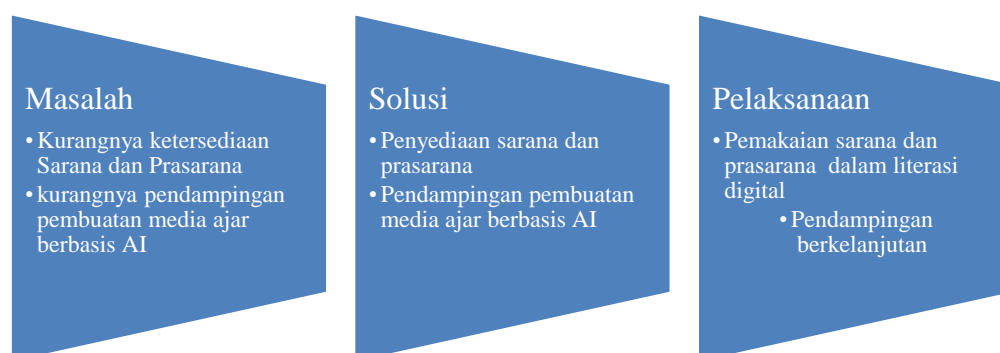 Masalah
• Kurangnya ketersediaan
Sarana dan Prasarana
• kurangnya pendampingan
pembuatan media ajar
berbasis AI
Solusi
• Penyediaan sarana dan
prasarana
• Pendampingan pembuatan
media ajar berbasis AI
Pelaksanaan
• Pemakaian sarana dan
prasarana dalam literasi
digital
• Pendampingan
berkelanjutan